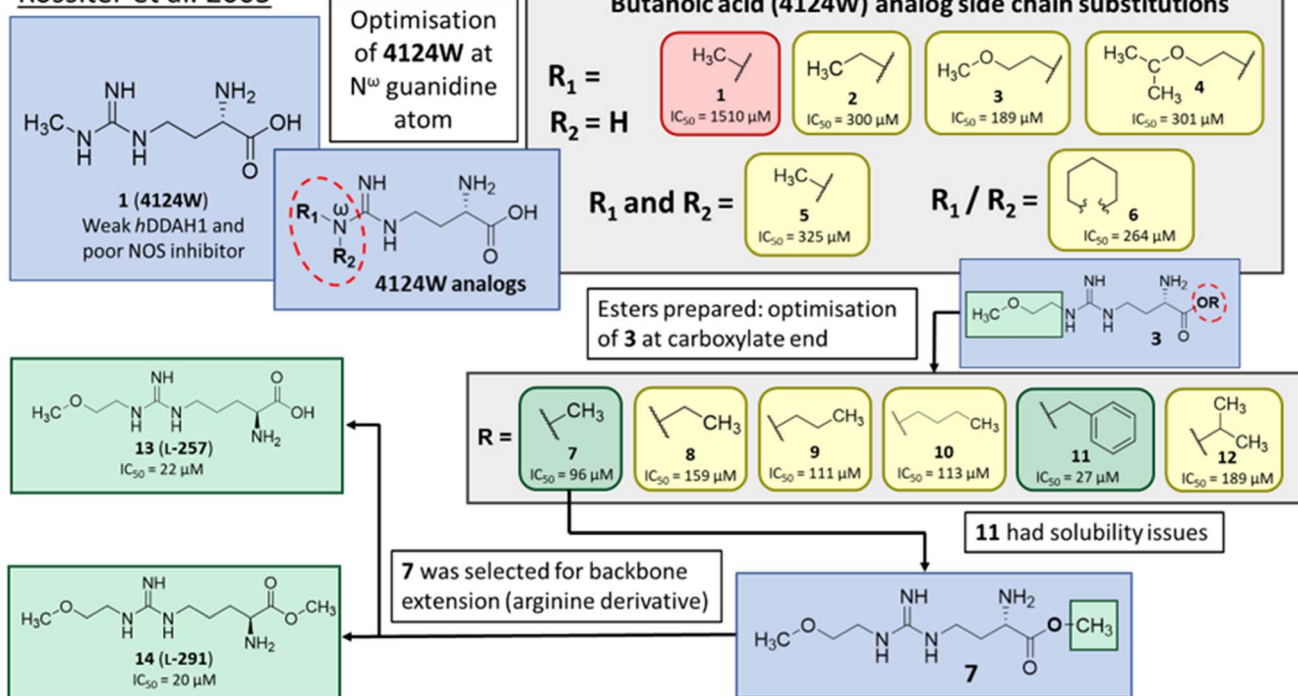 Rossiter et al. 2005
Optimisation
of 4124W at
Nω guanidine
atom
Butanoic acid (4124W) analog side chain substitutions
R1 =
R2 = H
H3C
1
IC50 = 1510 µM
H3C
2
IC50 = 300 µM
H3C O
3
IC50 = 189 µM
H3C O
C
CH3
4
IC50 = 301 µM
R1 and R2 =
H3C
5
IC50 = 325 µM
R1 / R2 =
6
IC50 = 264 µM
NH NH2
H3C N N OH
H H O
1 (4124W)
Weak hDDAH1 and
poor NOS inhibitor
NH NH2
R1 ω N OH
N H O
R2
4124W analogs
Esters prepared: optimisation
of 3 at carboxylate end
NH NH2
H3C O N N OR
H H O
3
R =
CH3
7
IC50 = 96 µM
CH3
8
IC50 = 159 µM
CH3
9
IC50 = 111 µM
CH3
10
IC50 = 113 µM
11
IC50 = 27 µM
CH3
CH3
12
IC50 = 189 µM
11 had solubility issues
NH O
H3C O N N OH
H H NH2
13 (L-257)
IC50 = 22 µM
7 was selected for backbone
extension (arginine derivative)
NH O
H3C O N N O CH3
H H NH2
14 (L-291)
IC50 = 20 µM
NH NH2
H3C O N N O CH3
H H O
7